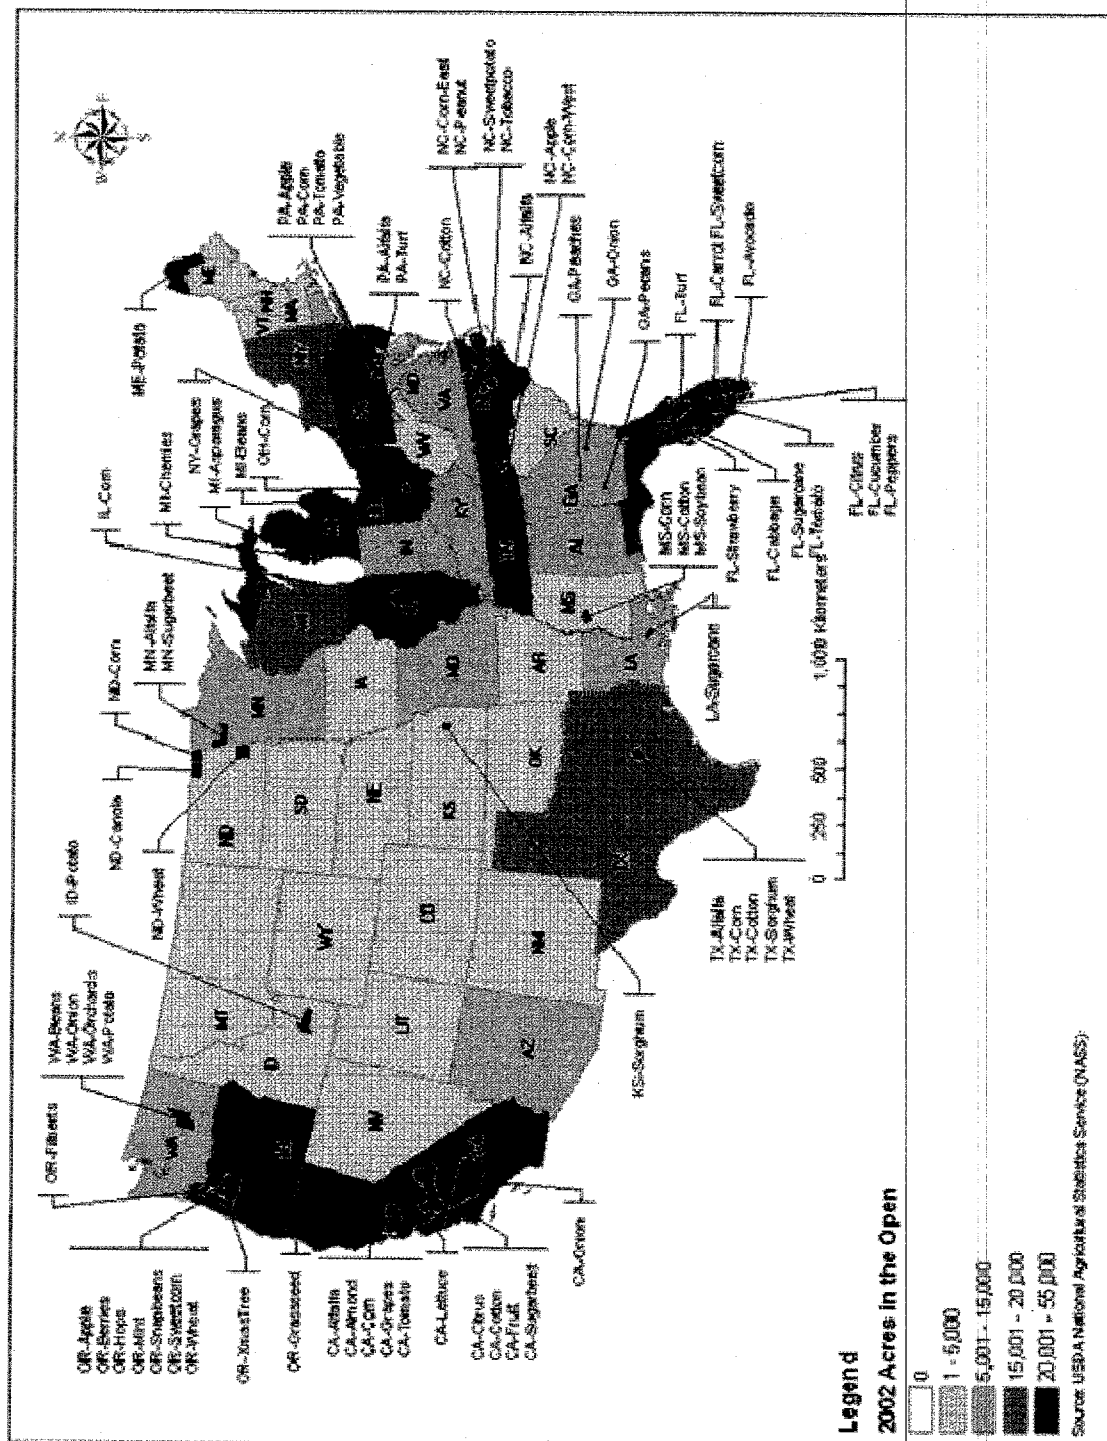 N
W
E
S
OR-Apple
OR-Berries
OR-Hops
OR-Mint
OR-Snapbeans
OR-Sweetcorn
OR-Wheat
OR-Filberts
WA-Beans
WA-Onion
WA-Orchards
WA-Potato
ID-Potato
ND-Canola
ND-Wheat
ND-Corn
MN-Alfalfa
MN-Sugarbeet
IL-Corn
MI-Cherries
NY-Grapes
MI-Asparagus
MI-Beans
OH-Corn
ME-Potato
PA-Apple
PA-Corn
PA-Tomato
PA-Vegetable
PA-Alfalfa
PA-Turf
NC-Cotton
NC-Corn-East
NC-Peanut
NC-Sweetpotato
NC-Tobacco
NC-Alfalfa
NC-Apple
NC-Corn-West
GA-Peaches
GA-Onion
GA-Pecans
FL-Turf
FL-Carrot FL-Sweetcorn
FL-Avocado
FL-Citrus
FL-Cucumber
FL-Peppers
FL-Sugarcane
FL-Tomato
FL-Cabbage
FL-Strawberry
MS-Corn
MS-Cotton
MS-Soybean
LA-Sugarcane
TX-Alfalfa
TX-Corn
TX-Cotton
TX-Sorghum
TX-Wheat
KS-Sorghum
OR-XmasTree
OR-Grassseed
CA-Alfalfa
CA-Almond
CA-Corn
CA-Grapes
CA-Tomato
CA-Lettuce
CA-Citrus
CA-Cotton
CA-Fruit
CA-Sugarbeet
CA-Onion
WA
MT
ID
ND
MN
SD
WY
NV
UT
CO
NE
IA
KS
MO
AZ
NM
OK
AR
LA
MS
AL
GA
SC
TX
IN
KY
WV
VA
MD
VT
NH
MA
ME
0
250
500
1,000 Kilometers
Legend
2002 Acres in the Open
0
1 - 5,000
5,001 - 15,000
15,001 - 20,000
20,001 - 55,000
Source: USDA National Agricultural Statistics Service (NASS):